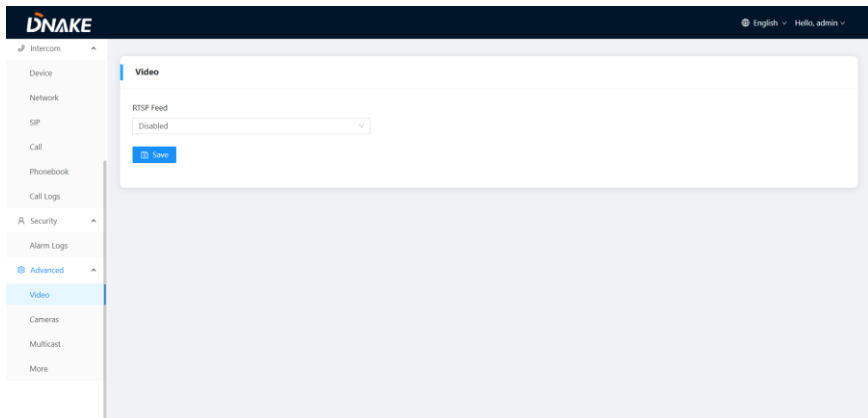 DNAKE
English
Hello, admin
Intercom
Device
Network
SIP
Call
Phonebook
Call Logs
Security
Alarm Logs
Advanced
Video
Cameras
Multicast
More
Video
RTSP Feed
Disabled
Save